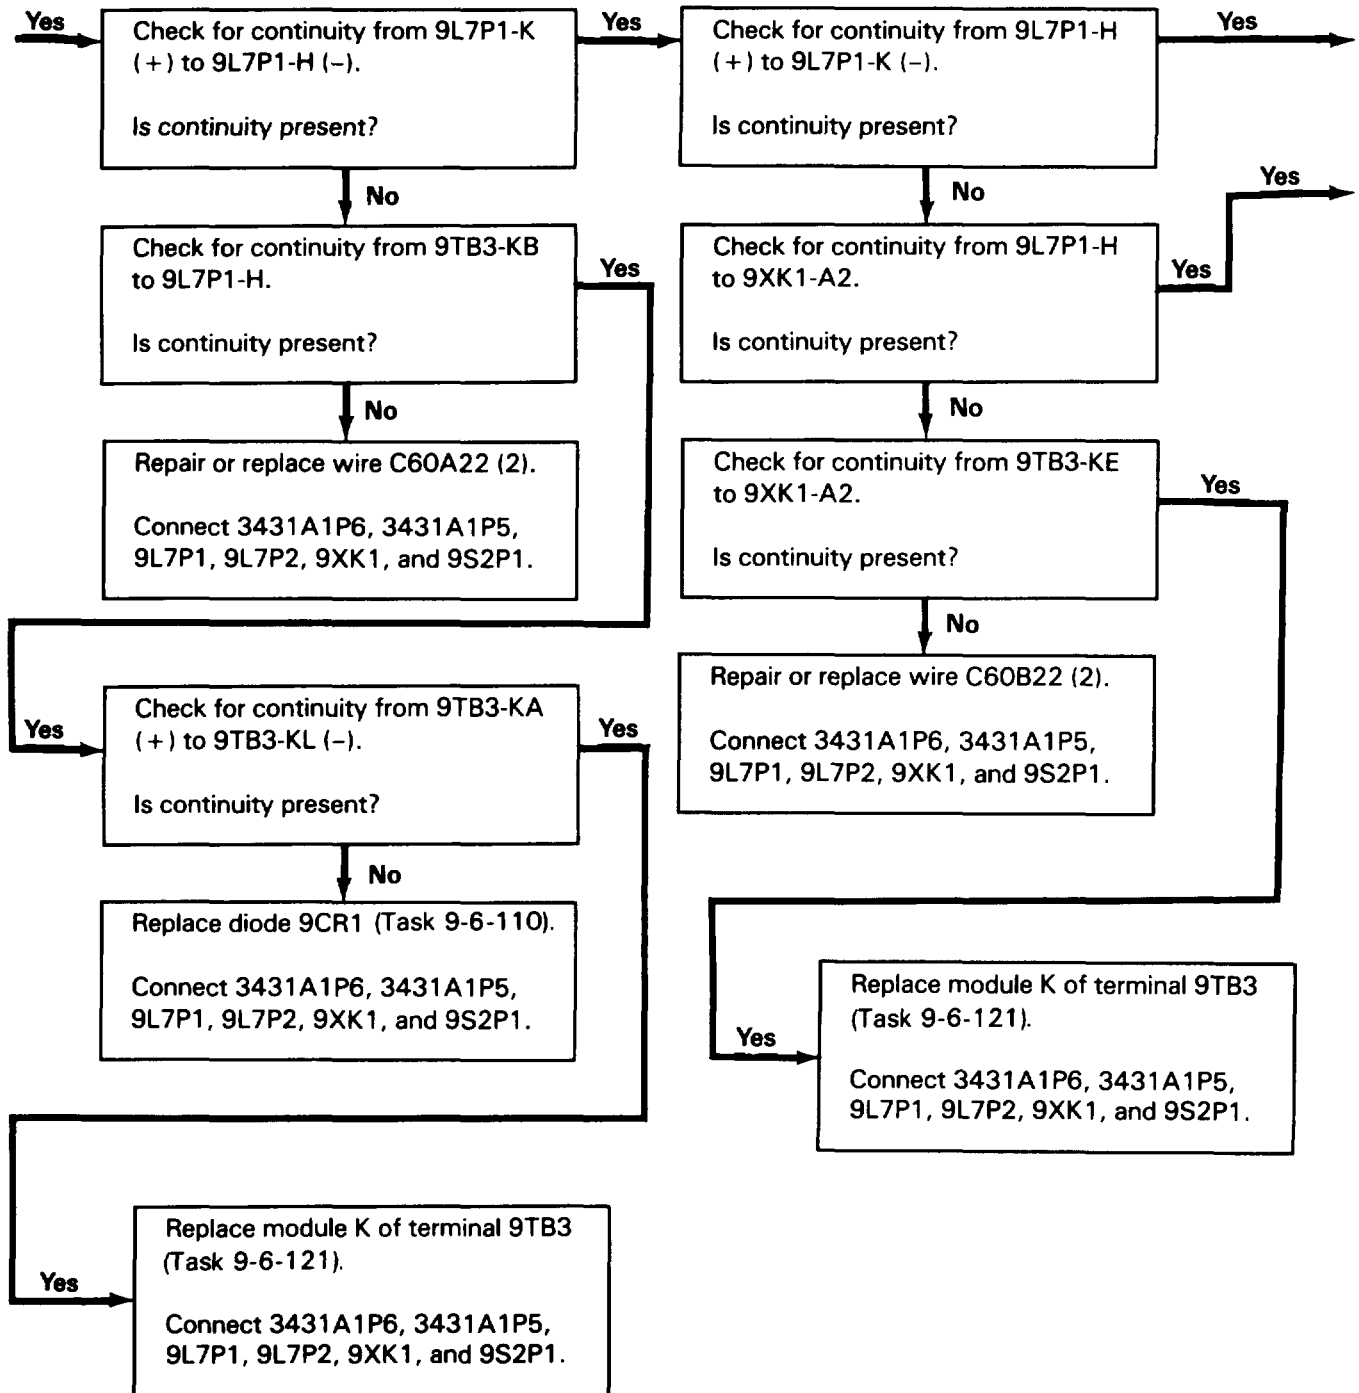 Yes
Check for continuity from 9L7P1-K
(+) to 9L7P1-H (–).
Is continuity present?
Yes
Check for continuity from 9L7P1-H
(+) to 9L7P1-K (–).
Is continuity present?
Yes
No
Check for continuity from 9TB3-KB
to 9L7P1-H.
Is continuity present?
Yes
No
Check for continuity from 9L7P1-H
to 9XK1-A2.
Is continuity present?
Yes
Yes
No
Repair or replace wire C60A22 (2).
Connect 3431A1P6, 3431A1P5,
9L7P1, 9L7P2, 9XK1, and 9S2P1.
No
Check for continuity from 9TB3-KE
to 9XK1-A2.
Is continuity present?
Yes
No
Repair or replace wire C60B22 (2).
Connect 3431A1P6, 3431A1P5,
9L7P1, 9L7P2, 9XK1, and 9S2P1.
Yes
Check for continuity from 9TB3-KA
(+) to 9TB3-KL (–).
Is continuity present?
Yes
No
Replace diode 9CR1 (Task 9-6-110).
Connect 3431A1P6, 3431A1P5,
9L7P1, 9L7P2, 9XK1, and 9S2P1.
Yes
Replace module K of terminal 9TB3
(Task 9-6-121).
Connect 3431A1P6, 3431A1P5,
9L7P1, 9L7P2, 9XK1, and 9S2P1.
Yes
Replace module K of terminal 9TB3
(Task 9-6-121).
Connect 3431A1P6, 3431A1P5,
9L7P1, 9L7P2, 9XK1, and 9S2P1.